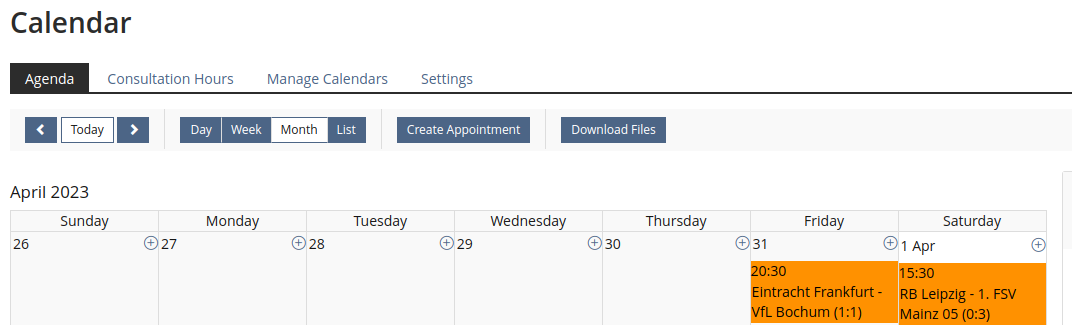 Calendar
Agenda Consultation Hours Manage Calendars Settings
Today Day Week Month List Create Appointment Download Files
April 2023
Sunday Monday Tuesday Wednesday Thursday Friday Saturday
26 27 28 29 30 31 1 Apr
20:30
Eintracht Frankfurt -
VfL Bochum (1:1)
15:30
RB Leipzig - 1. FSV
Mainz 05 (0:3)